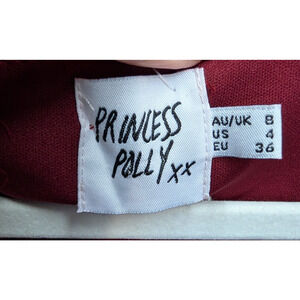 PRINCESS
POLLY xx
AU/UK 8
US 4
EU 36